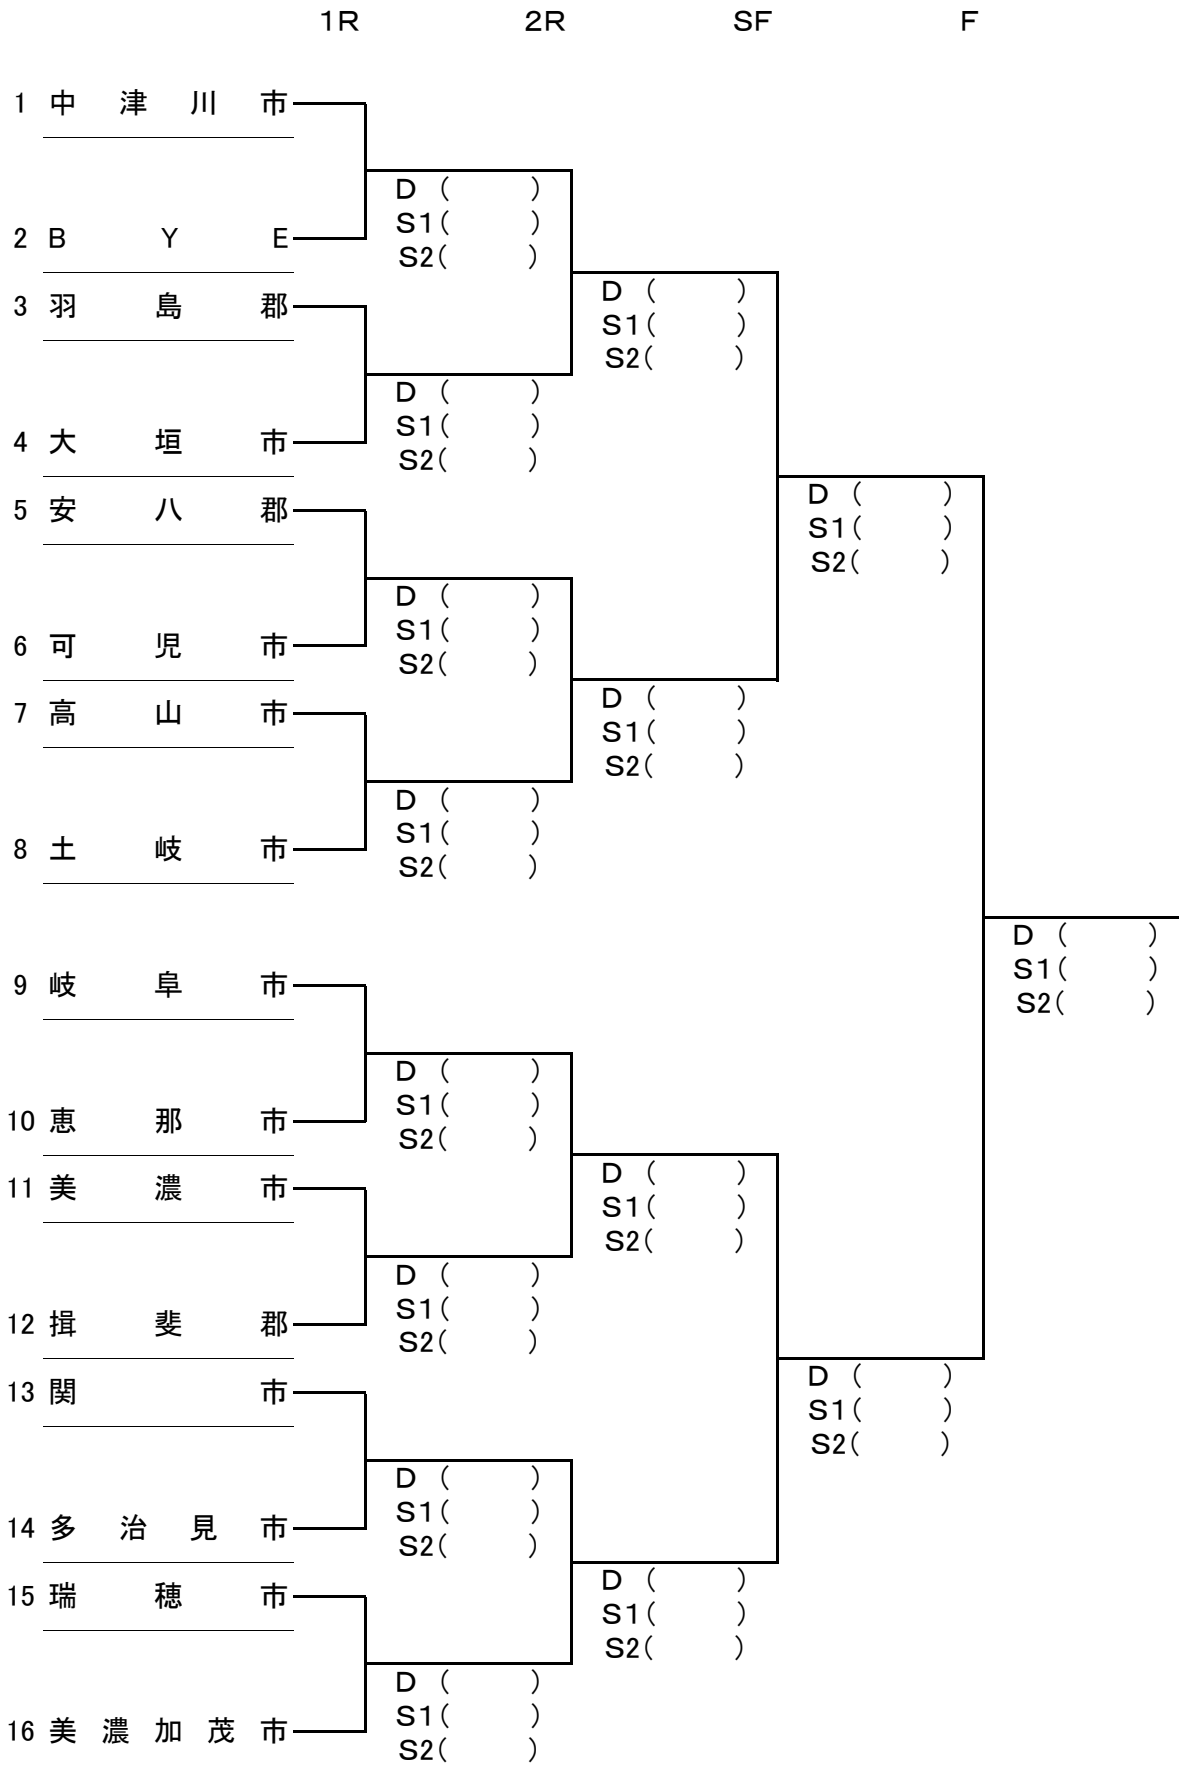 1R 2R SF F
1 中津川市
D ( )
S1( )
2 BYE
S2( )
D ( )
3 羽島郡
S1( )
S2( )
D ( )
S1( )
4 大垣市
S2( )
D ( )
5 安八郡
S1( )
S2( )
D ( )
S1( )
6 可児市
S2( )
D ( )
7 高山市
S1( )
S2( )
D ( )
S1( )
8 土岐市
S2( )
D ( )
S1( )
9 岐阜市
S2( )
D ( )
S1( )
10 恵那市
S2( )
D ( )
11 美濃市
S1( )
S2( )
D ( )
S1( )
12 揖斐郡
S2( )
D ( )
13 関市
S1( )
S2( )
D ( )
S1( )
14 多治見市
S2( )
D ( )
15 瑞穂市
S1( )
S2( )
D ( )
S1( )
16 美濃加茂市
S2( )